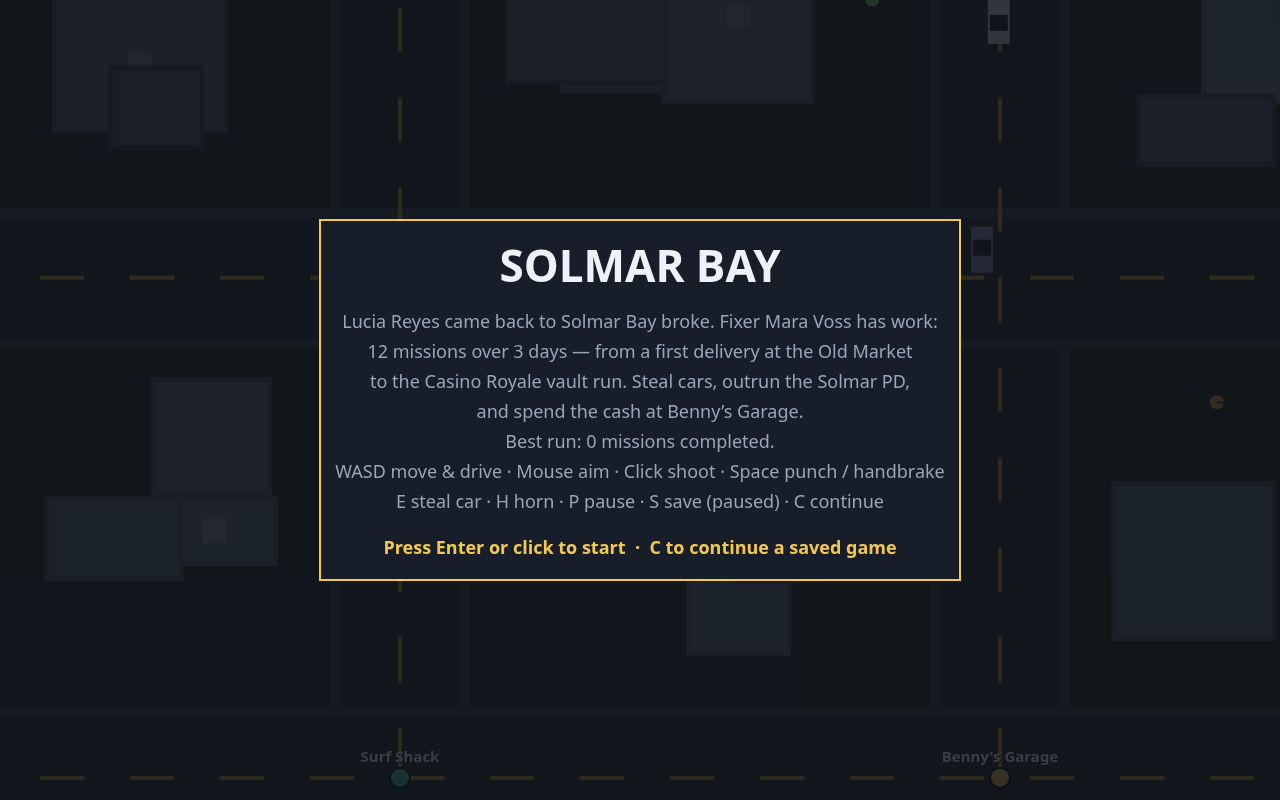 SOLMAR BAY
Lucia Reyes came back to Solmar Bay broke. Fixer Mara Voss has work:
12 missions over 3 days — from a first delivery at the Old Market
to the Casino Royale vault run. Steal cars, outrun the Solmar PD,
and spend the cash at Benny’s Garage.
Best run: 0 missions completed.
WASD move & drive · Mouse aim · Click shoot · Space punch / handbrake
E steal car · H horn · P pause · S save (paused) · C continue
Press Enter or click to start · C to continue a saved game
Surf Shack
Benny's Garage